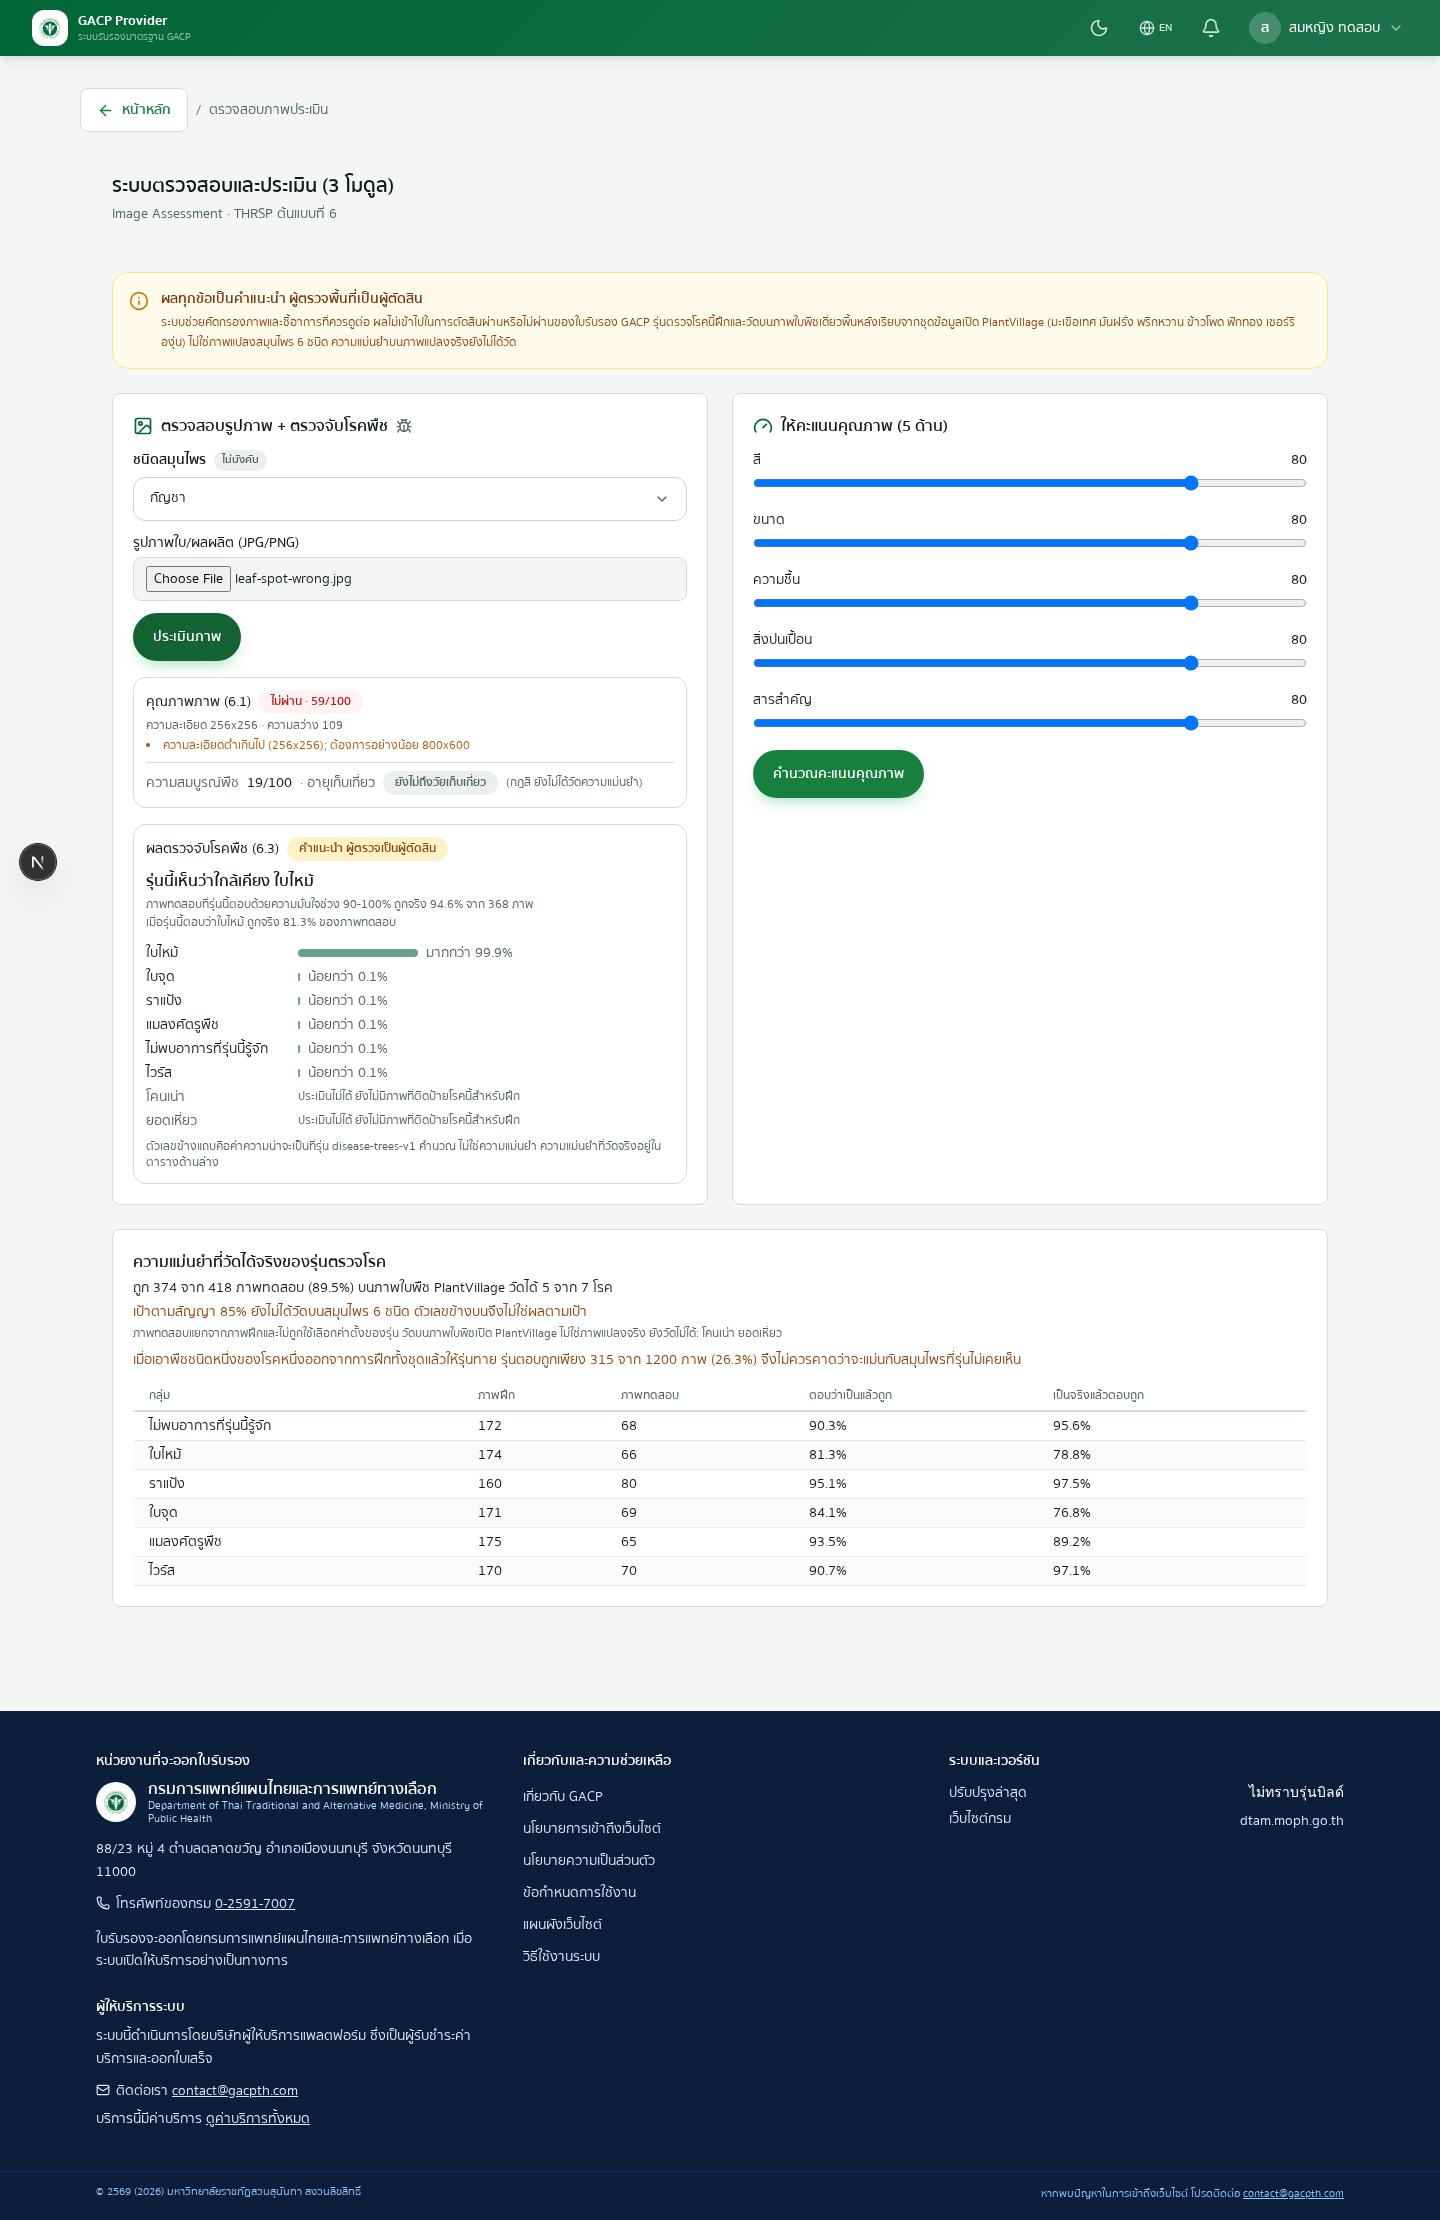 GACP Provider
ระบบรับรองมาตรฐาน GACP
EN
ส
สมหญิง ทดสอบ
หน้าหลัก
/ ตรวจสอบภาพประเมิน
ระบบตรวจสอบและประเมิน (3 โมดูล)
Image Assessment · THRSP ต้นแบบที่ 6
ผลทุกข้อเป็นคำแนะนำ ผู้ตรวจพื้นที่เป็นผู้ตัดสิน
ระบบช่วยคัดกรองภาพและชี้อาการที่ควรดูต่อ ผลไม่เข้าไปในการตัดสินผ่านหรือไม่ผ่านของใบรับรอง GACP รุ่นตรวจโรคนี้ฝึกและวัดบนภาพใบพืชเดี่ยวพื้นหลังเรียบจากชุดข้อมูลเปิด PlantVillage (มะเขือเทศ มันฝรั่ง พริกหวาน ข้าวโพด ฟักทอง เชอร์รี
องุ่น) ไม่ใช่ภาพแปลงสมุนไพร 6 ชนิด ความแม่นยำบนภาพแปลงจริงยังไม่ได้วัด
ตรวจสอบรูปภาพ + ตรวจจับโรคพืช
ชนิดสมุนไพร ไม่บังคับ
กัญชา
รูปภาพใบ/ผลผลิต (JPG/PNG)
Choose File leaf-spot-wrong.jpg
ประเมินภาพ
คุณภาพภาพ (6.1) ไม่ผ่าน · 59/100
ความละเอียด 256x256 · ความสว่าง 109
• ความละเอียดต่ำเกินไป (256x256); ต้องการอย่างน้อย 800x600
ความสมบูรณ์พืช 19/100 · อายุเก็บเกี่ยว ยังไม่ถึงวัยเก็บเกี่ยว (กฎสี ยังไม่ได้วัดความแม่นยำ)
ผลตรวจจับโรคพืช (6.3) คำแนะนำ ผู้ตรวจเป็นผู้ตัดสิน
รุ่นนี้เห็นว่าใกล้เคียง ใบไหม้
ภาพทดสอบที่รุ่นนี้ตอบด้วยความมั่นใจช่วง 90-100% ถูกจริง 94.6% จาก 368 ภาพ
เมื่อรุ่นนี้ตอบว่าใบไหม้ ถูกจริง 81.3% ของภาพทดสอบ
ใบไหม้ มากกว่า 99.9%
ใบจุด น้อยกว่า 0.1%
ราแป้ง น้อยกว่า 0.1%
แมลงศัตรูพืช น้อยกว่า 0.1%
ไม่พบอาการที่รุ่นนี้รู้จัก น้อยกว่า 0.1%
ไวรัส น้อยกว่า 0.1%
โคนเน่า ประเมินไม่ได้ ยังไม่มีภาพที่ติดป้ายโรคนี้สำหรับฝึก
ยอดเหี่ยว ประเมินไม่ได้ ยังไม่มีภาพที่ติดป้ายโรคนี้สำหรับฝึก
ตัวเลขข้างแถบคือค่าความน่าจะเป็นที่รุ่น disease-trees-v1 คำนวณ ไม่ใช่ความแม่นยำ ความแม่นยำที่วัดจริงอยู่ใน
ตารางด้านล่าง
ให้คะแนนคุณภาพ (5 ด้าน)
สี 80
ขนาด 80
ความชื้น 80
สิ่งปนเปื้อน 80
สารสำคัญ 80
คำนวณคะแนนคุณภาพ
ความแม่นยำที่วัดได้จริงของรุ่นตรวจโรค
ถูก 374 จาก 418 ภาพทดสอบ (89.5%) บนภาพใบพืช PlantVillage วัดได้ 5 จาก 7 โรค
เป้าตามสัญญา 85% ยังไม่ได้วัดบนสมุนไพร 6 ชนิด ตัวเลขข้างบนจึงไม่ใช่ผลตามเป้า
ภาพทดสอบแยกจากภาพฝึกและไม่ถูกใช้เลือกค่าตั้งของรุ่น วัดบนภาพใบพืชเปิด PlantVillage ไม่ใช่ภาพแปลงจริง ยังวัดไม่ได้: โคนเน่า ยอดเหี่ยว
เมื่อเอาพืชชนิดหนึ่งของโรคหนึ่งออกจากการฝึกทั้งชุดแล้วให้รุ่นทาย รุ่นตอบถูกเพียง 315 จาก 1200 ภาพ (26.3%) จึงไม่ควรคาดว่าจะแม่นกับสมุนไพรที่รุ่นไม่เคยเห็น
กลุ่ม ภาพฝึก ภาพทดสอบ ตอบว่าเป็นแล้วถูก เป็นจริงแล้วตอบถูก
ไม่พบอาการที่รุ่นนี้รู้จัก 172 68 90.3% 95.6%
ใบไหม้ 174 66 81.3% 78.8%
ราแป้ง 160 80 95.1% 97.5%
ใบจุด 171 69 84.1% 76.8%
แมลงศัตรูพืช 175 65 93.5% 89.2%
ไวรัส 170 70 90.7% 97.1%
หน่วยงานที่จะออกใบรับรอง
กรมการแพทย์แผนไทยและการแพทย์ทางเลือก
Department of Thai Traditional and Alternative Medicine, Ministry of
Public Health
88/23 หมู่ 4 ตำบลตลาดขวัญ อำเภอเมืองนนทบุรี จังหวัดนนทบุรี
11000
โทรศัพท์ของกรม 0-2591-7007
ใบรับรองจะออกโดยกรมการแพทย์แผนไทยและการแพทย์ทางเลือก เมื่อ
ระบบเปิดให้บริการอย่างเป็นทางการ
ผู้ให้บริการระบบ
ระบบนี้ดำเนินการโดยบริษัทผู้ให้บริการแพลตฟอร์ม ซึ่งเป็นผู้รับชำระค่า
บริการและออกใบเสร็จ
ติดต่อเรา contact@gacpth.com
บริการนี้มีค่าบริการ ดูค่าบริการทั้งหมด
เกี่ยวกับและความช่วยเหลือ
เกี่ยวกับ GACP
นโยบายการเข้าถึงเว็บไซต์
นโยบายความเป็นส่วนตัว
ข้อกำหนดการใช้งาน
แผนผังเว็บไซต์
วิธีใช้งานระบบ
ระบบและเวอร์ชัน
ปรับปรุงล่าสุด ไม่ทราบรุ่นบิลด์
เว็บไซต์กรม dtam.moph.go.th
© 2569 (2026) มหาวิทยาลัยราชภัฏสวนสุนันทา สงวนลิขสิทธิ์
หากพบปัญหาในการเข้าถึงเว็บไซต์ โปรดติดต่อ contact@gacpth.com